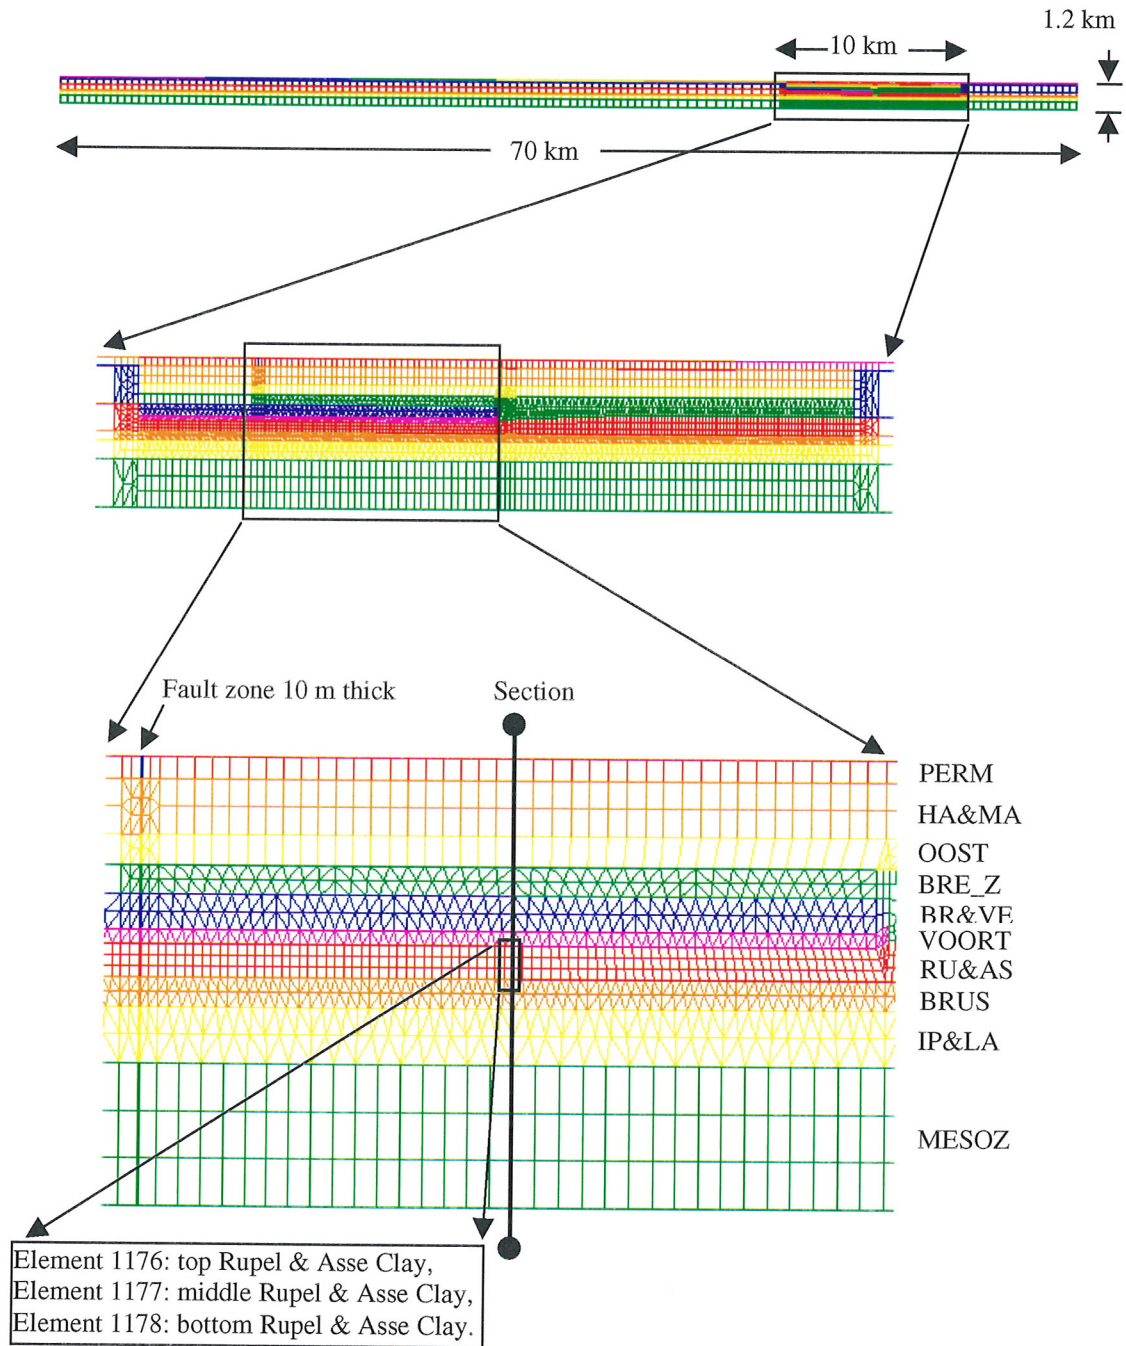 1.2 km
10 km
70 km
Fault zone 10 m thick
Section
PERM
HA&MA
OOST
BRE_Z
BR&VE
VOORT
RU&AS
BRUS
IP&LA
MESOZ
Element 1176: top Rupel & Asse Clay,
Element 1177: middle Rupel & Asse Clay,
Element 1178: bottom Rupel & Asse Clay.